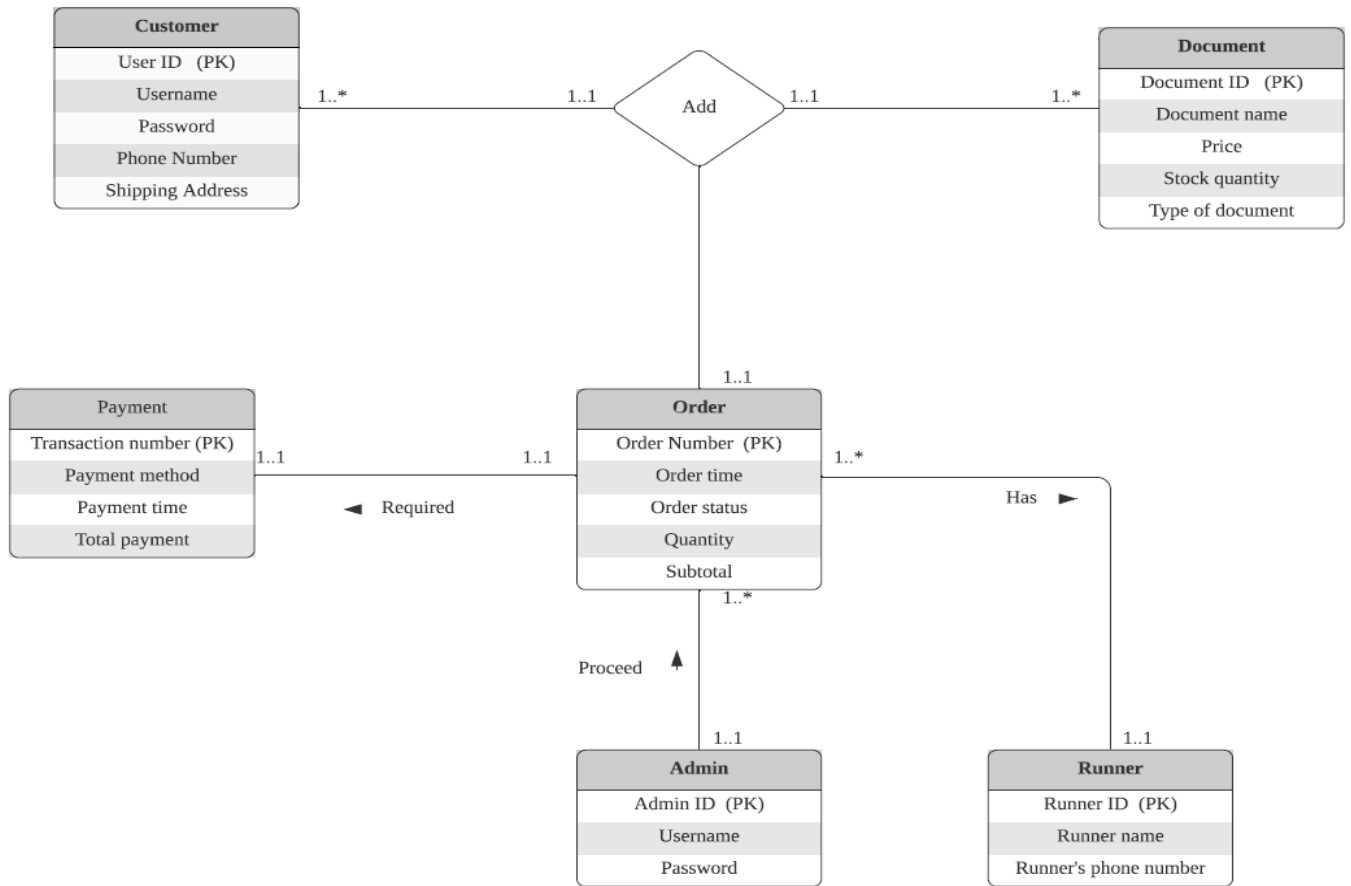 Customer
User ID (PK)
Username
Password
Phone Number
Shipping Address
1..*
1..1
Add
1..1
1..*
Document
Document ID (PK)
Document name
Price
Stock quantity
Type of document
1..1
Payment
Transaction number (PK)
Payment method
Payment time
Total payment
1..1
1..1
Required
Order
Order Number (PK)
Order time
Order status
Quantity
Subtotal
1..*
Has
1..*
Proceed
1..1
1..1
Admin
Admin ID (PK)
Username
Password
Runner
Runner ID (PK)
Runner name
Runner's phone number